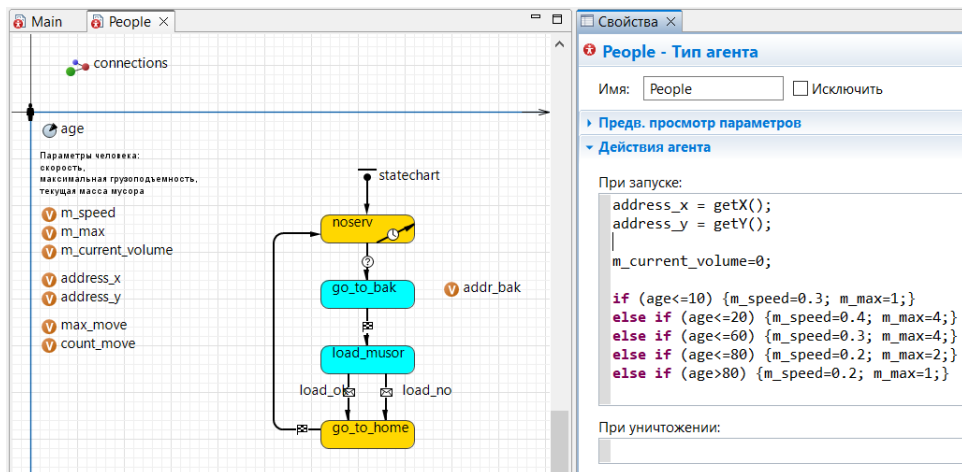 Main
People
connections
age
Параметры человека:
скорость,
максимальная грузоподъемность,
текущая масса мусора
m_speed
m_max
m_current_volume
address_x
address_y
max_move
count_move
statechart
noserv
go_to_bak
addr_bak
load_musor
load_ok
load_no
go_to_home
Свойства
People - Тип агента
Имя: People Исключить
Предв. просмотр параметров
Действия агента
При запуске:
address_x = getX();
address_y = getY();
m_current_volume=0;
if (age<=10) {m_speed=0.3; m_max=1;}
else if (age<=20) {m_speed=0.4; m_max=4;}
else if (age<=60) {m_speed=0.3; m_max=4;}
else if (age<=80) {m_speed=0.2; m_max=2;}
else if (age>80) {m_speed=0.2; m_max=1;}
При уничтожении: